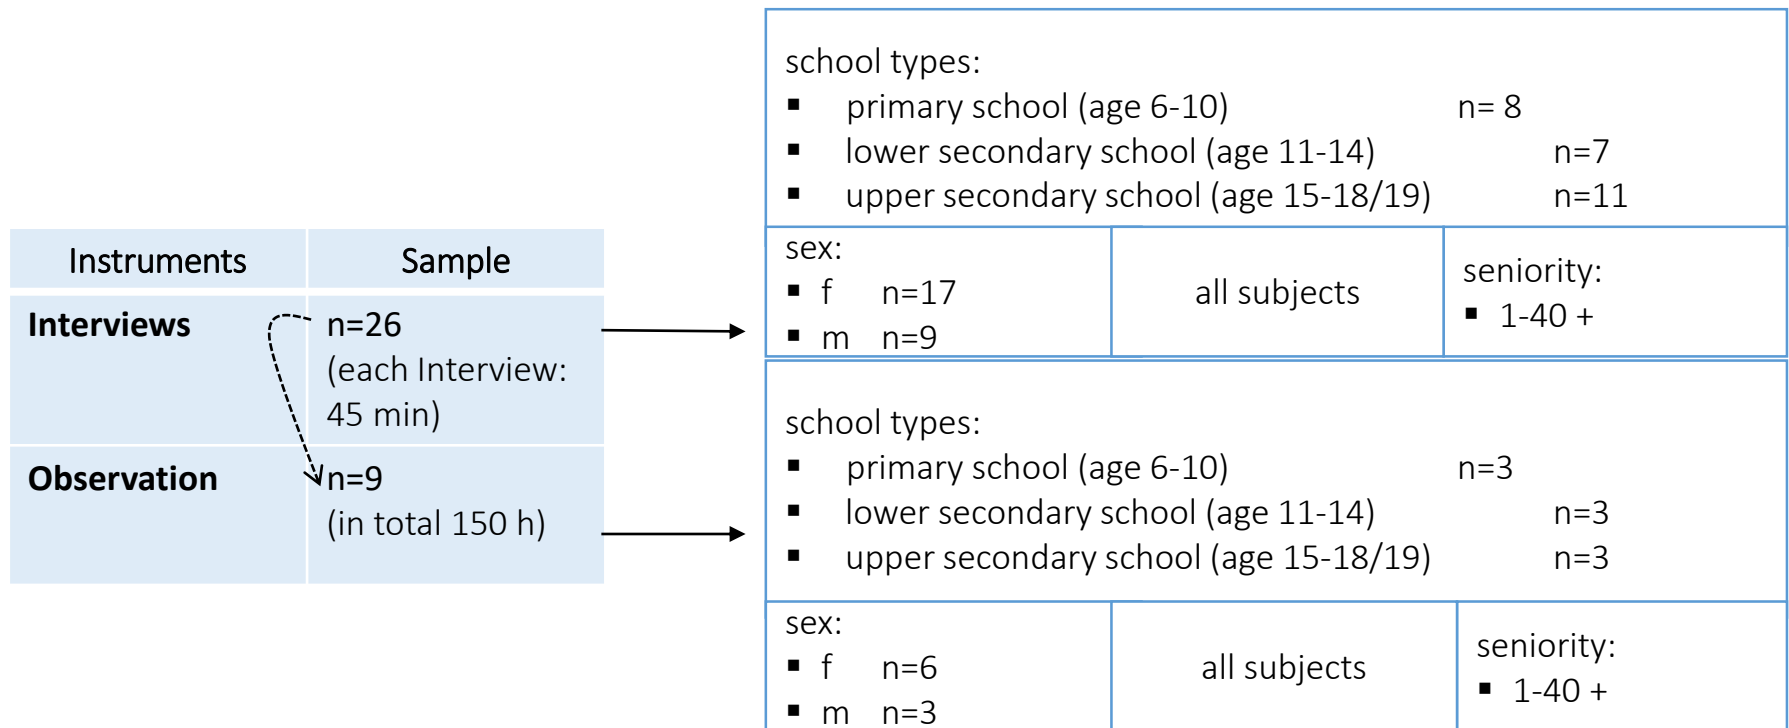 Instruments Sample
Interviews n=26
(each Interview:
45 min)
Observation n=9
(in total 150 h)
school types:
▪ primary school (age 6-10) n= 8
▪ lower secondary school (age 11-14) n=7
▪ upper secondary school (age 15-18/19) n=11
sex:
▪ f n=17
▪ m n=9
all subjects
seniority:
▪ 1-40 +
school types:
▪ primary school (age 6-10) n=3
▪ lower secondary school (age 11-14) n=3
▪ upper secondary school (age 15-18/19) n=3
sex:
▪ f n=6
▪ m n=3
all subjects
seniority:
▪ 1-40 +